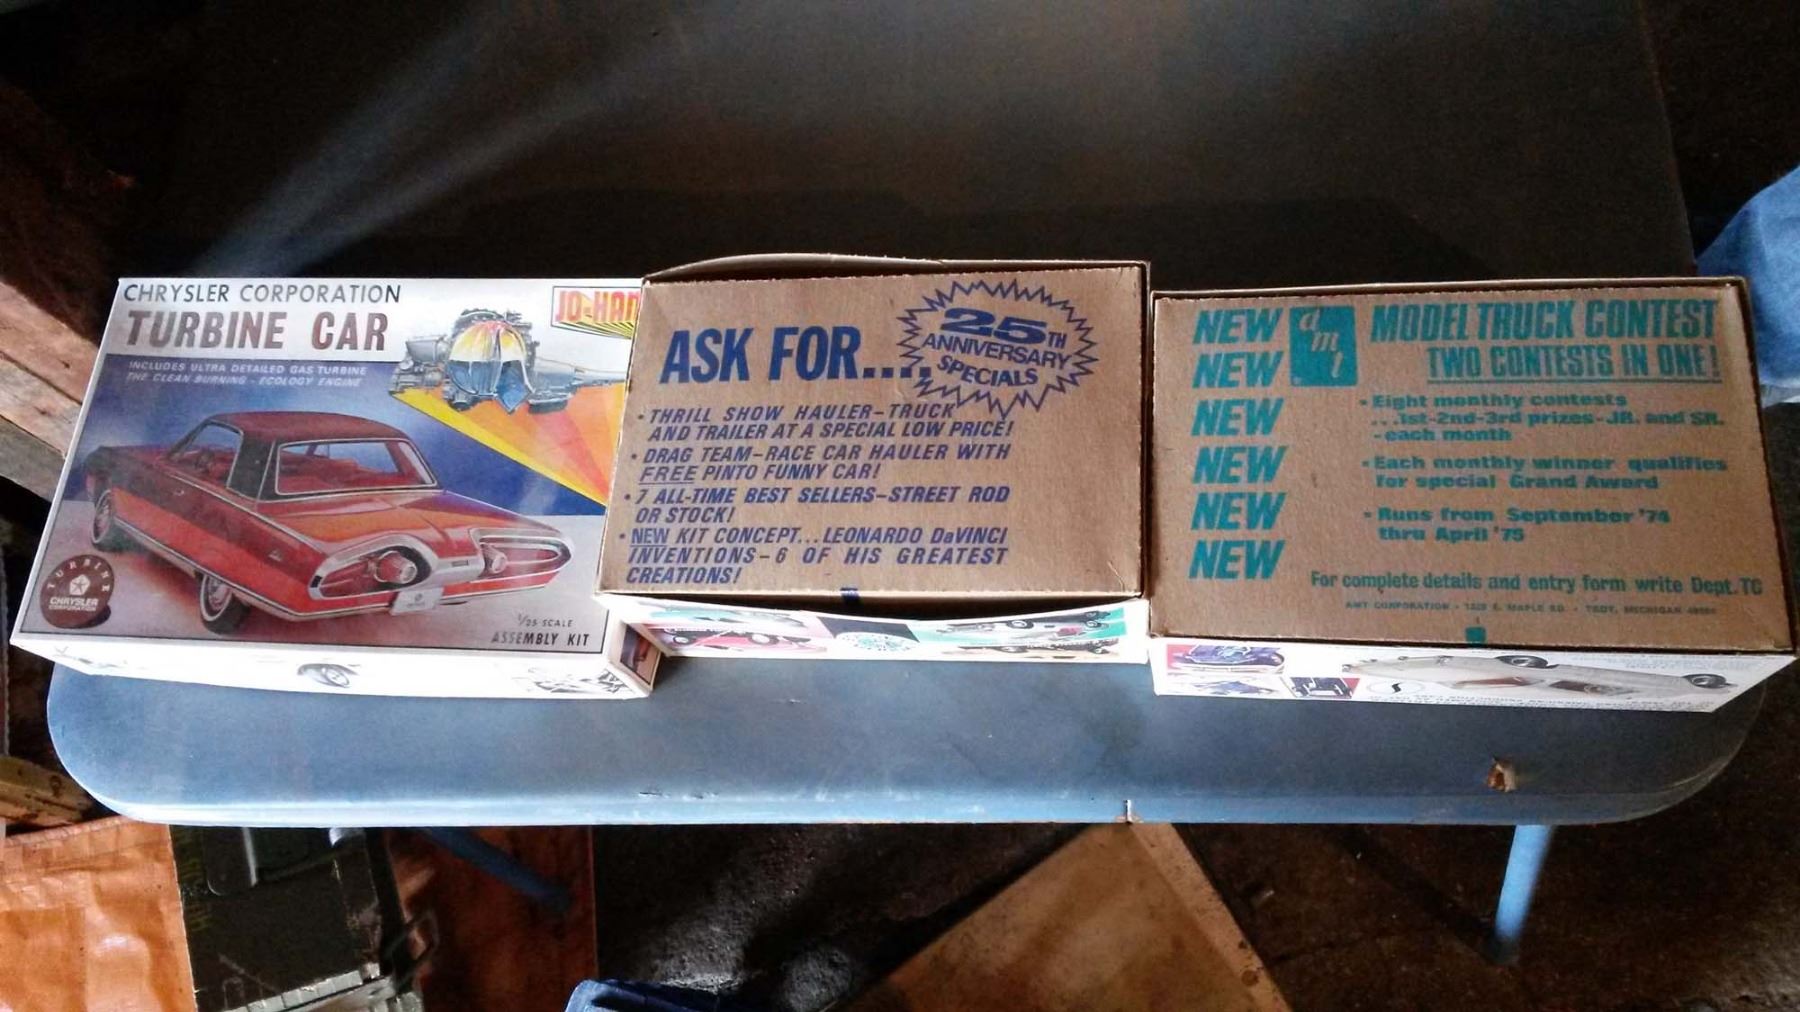 CHRYSLER CORPORATION
TURBINE CAR
INCLUDES ULTRA DETAILED GAS TURBINE
THE CLEAN BURNING - ECOLOGY ENGINE
TURBINE
CHRYSLER
CORPORATION
1/25 SCALE
ASSEMBLY KIT
ASK FOR....
25TH
ANNIVERSARY
SPECIALS
• THRILL SHOW HAULER-TRUCK
AND TRAILER AT A SPECIAL LOW PRICE!
• DRAG TEAM-RACE CAR HAULER WITH
FREE PINTO FUNNY CAR!
• 7 ALL-TIME BEST SELLERS-STREET ROD
OR STOCK!
• NEW KIT CONCEPT...LEONARDO DaVINCI
INVENTIONS-6 OF HIS GREATEST
CREATIONS!
NEW
NEW
NEW
NEW
NEW
NEW
amt
MODEL TRUCK CONTEST
TWO CONTESTS IN ONE!
• Eight monthly contests
...1st-2nd-3rd prizes-JR. and SR.
-each month
• Each monthly winner qualifies
for special Grand Award
• Runs from September '74
thru April '75
For complete details and entry form write Dept. TC
AMT CORPORATION • 1225 E. MAPLE RD. • TROY, MICHIGAN